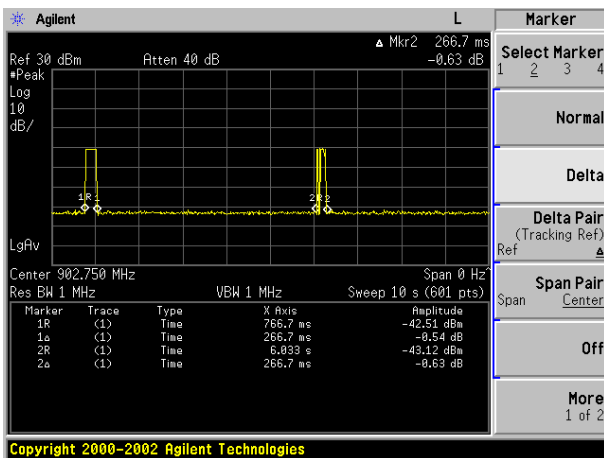 Agilent
L
Marker
Δ Mkr2 266.7 ms
Ref 30 dBm Atten 40 dB -0.63 dB
#Peak
Log
10
dB/
1R 1
2R 2
LgAv
Center 902.750 MHz Span 0 Hz^
Res BW 1 MHz VBW 1 MHz Sweep 10 s (601 pts)
Marker Trace Type X Axis Amplitude
1R (1) Time 766.7 ms -42.51 dBm
1Δ (1) Time 266.7 ms -0.54 dB
2R (1) Time 6.033 s -43.12 dBm
2Δ (1) Time 266.7 ms -0.63 dB
Select Marker
1 2 3 4
Normal
Delta
Delta Pair
(Tracking Ref)
Ref Δ
Span Pair
Span Center
Off
More
1 of 2
Copyright 2000-2002 Agilent Technologies